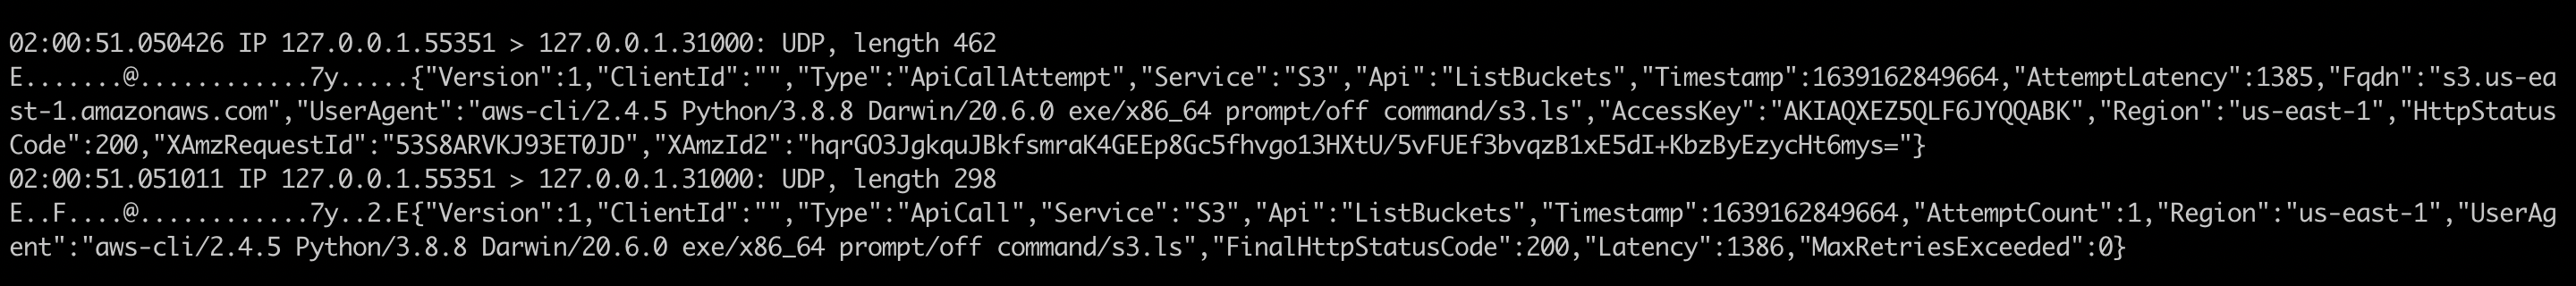 02:00:51.050426 IP 127.0.0.1.55351 > 127.0.0.1.31000: UDP, length 462
E.......@............7y.....{"Version":1,"ClientId":"","Type":"ApiCallAttempt","Service":"S3","Api":"ListBuckets","Timestamp":1639162849664,"AttemptLatency":1385,"Fqdn":"s3.us-ea
st-1.amazonaws.com","UserAgent":"aws-cli/2.4.5 Python/3.8.8 Darwin/20.6.0 exe/x86_64 prompt/off command/s3.ls","AccessKey":"AKIAQXEZ5QLF6JYQQABK","Region":"us-east-1","HttpStatus
Code":200,"XAmzRequestId":"53S8ARVKJ93ET0JD","XAmzId2":"hqrGO3JgkquJBkfsmraK4GEEp8Gc5fhvgo13HXtU/5vFUEf3bvqzB1xE5dI+KbzByEzycHt6mys="}
02:00:51.051011 IP 127.0.0.1.55351 > 127.0.0.1.31000: UDP, length 298
E..F....@............7y..2.E{"Version":1,"ClientId":"","Type":"ApiCall","Service":"S3","Api":"ListBuckets","Timestamp":1639162849664,"AttemptCount":1,"Region":"us-east-1","UserAg
ent":"aws-cli/2.4.5 Python/3.8.8 Darwin/20.6.0 exe/x86_64 prompt/off command/s3.ls","FinalHttpStatusCode":200,"Latency":1386,"MaxRetriesExceeded":0}